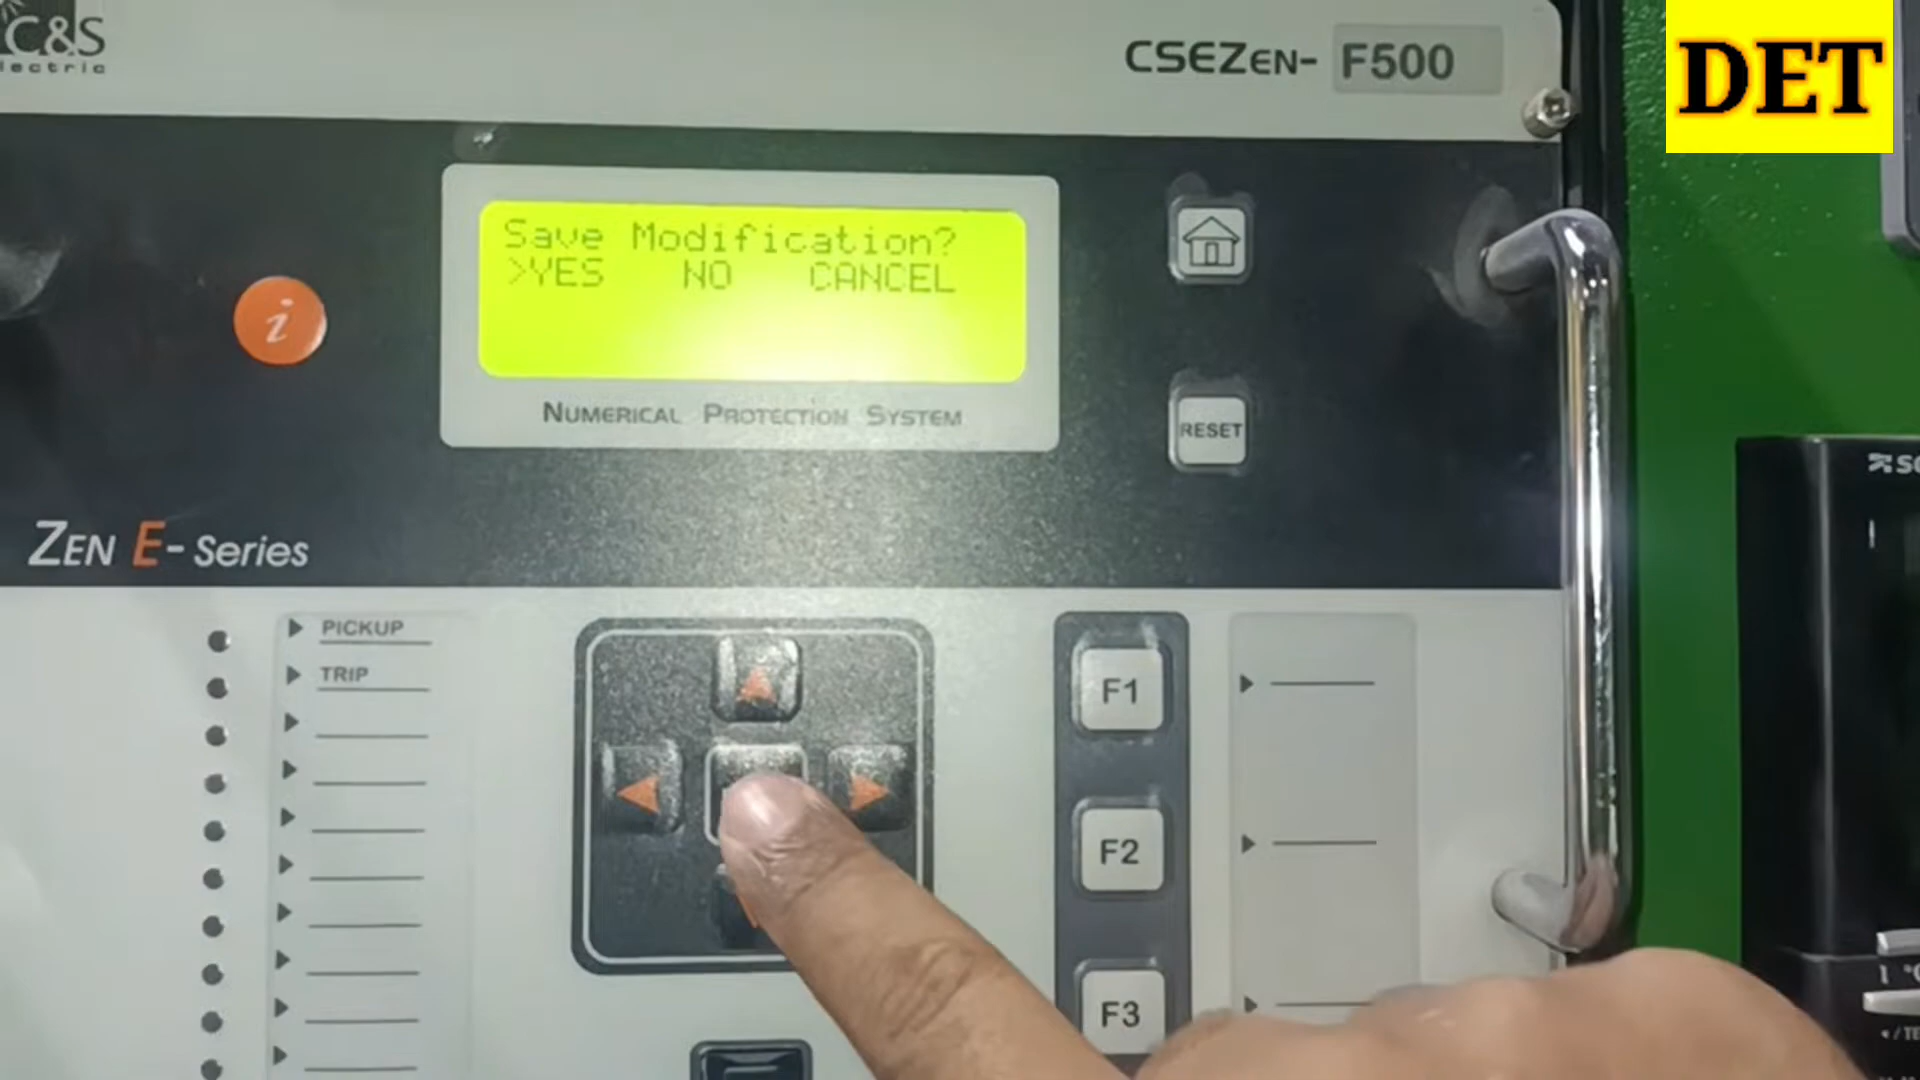 C&S
lectric
CSEZEN- F500
DET
Save Modification?
>YES NO CANCEL
i
NUMERICAL PROTECTION SYSTEM
RESET
ZEN E- Series
PICKUP
TRIP
F1
F2
F3